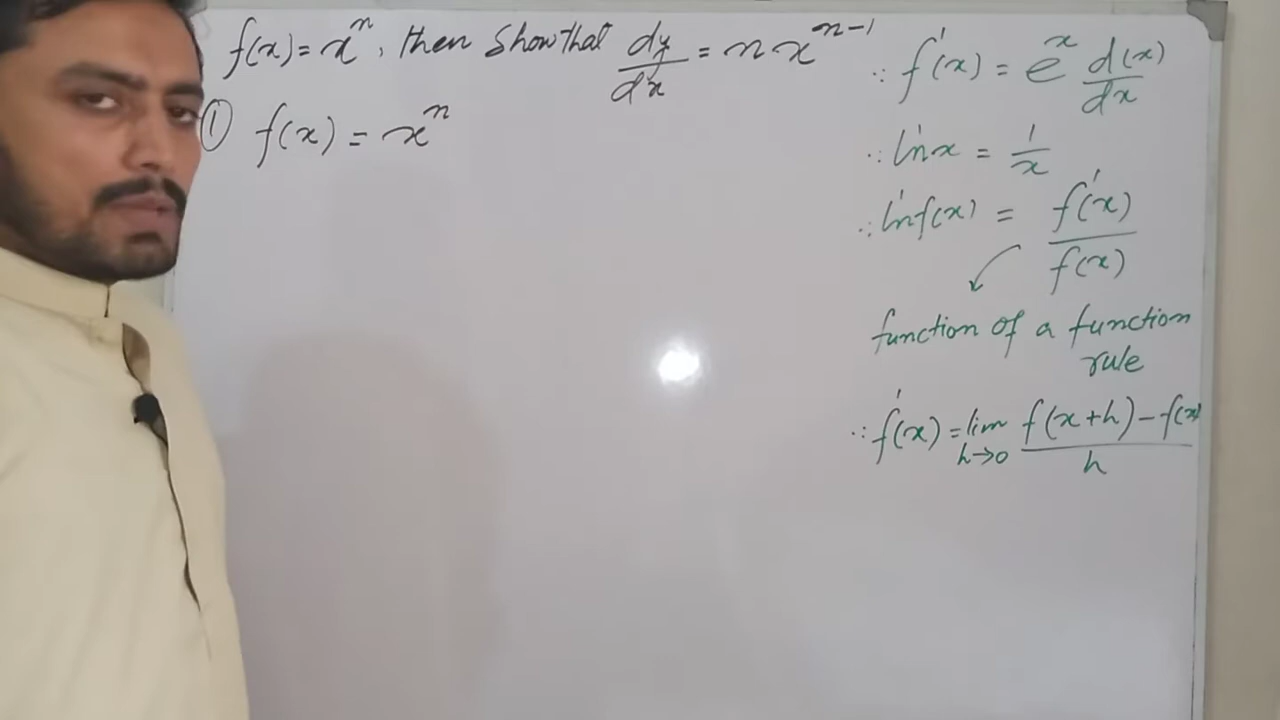 f(x) = x^n, then Show that dy/dx = n x^(n-1)
① f(x) = x^n
∵ f'(x) = e^x d(x)/dx
∵ ln'x = 1/x
∵ ln'f(x) = f'(x)/f(x)
function of a function
rule
∵ f'(x) = lim h→0 f(x+h) - f(x)/h